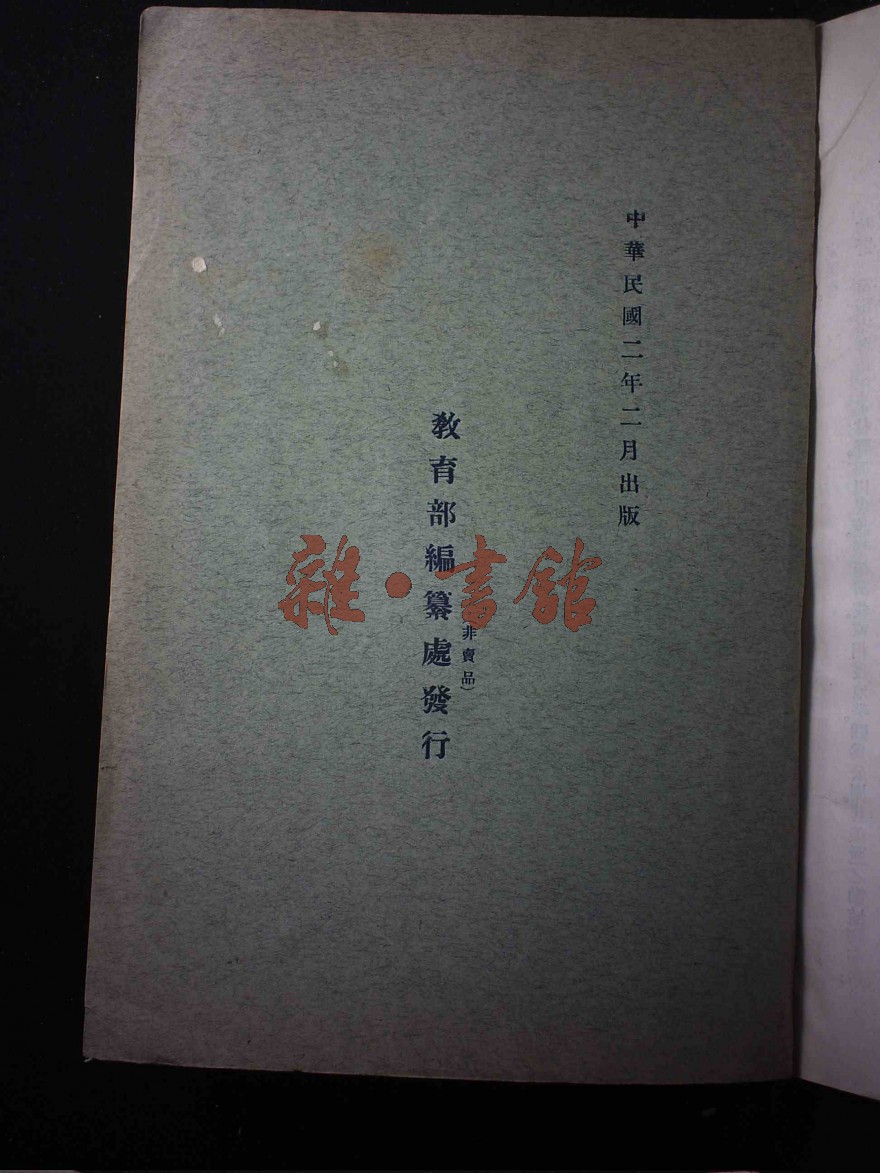 中華民國二年二月出版
非賣品）
教育部編纂處發行
雜·書館